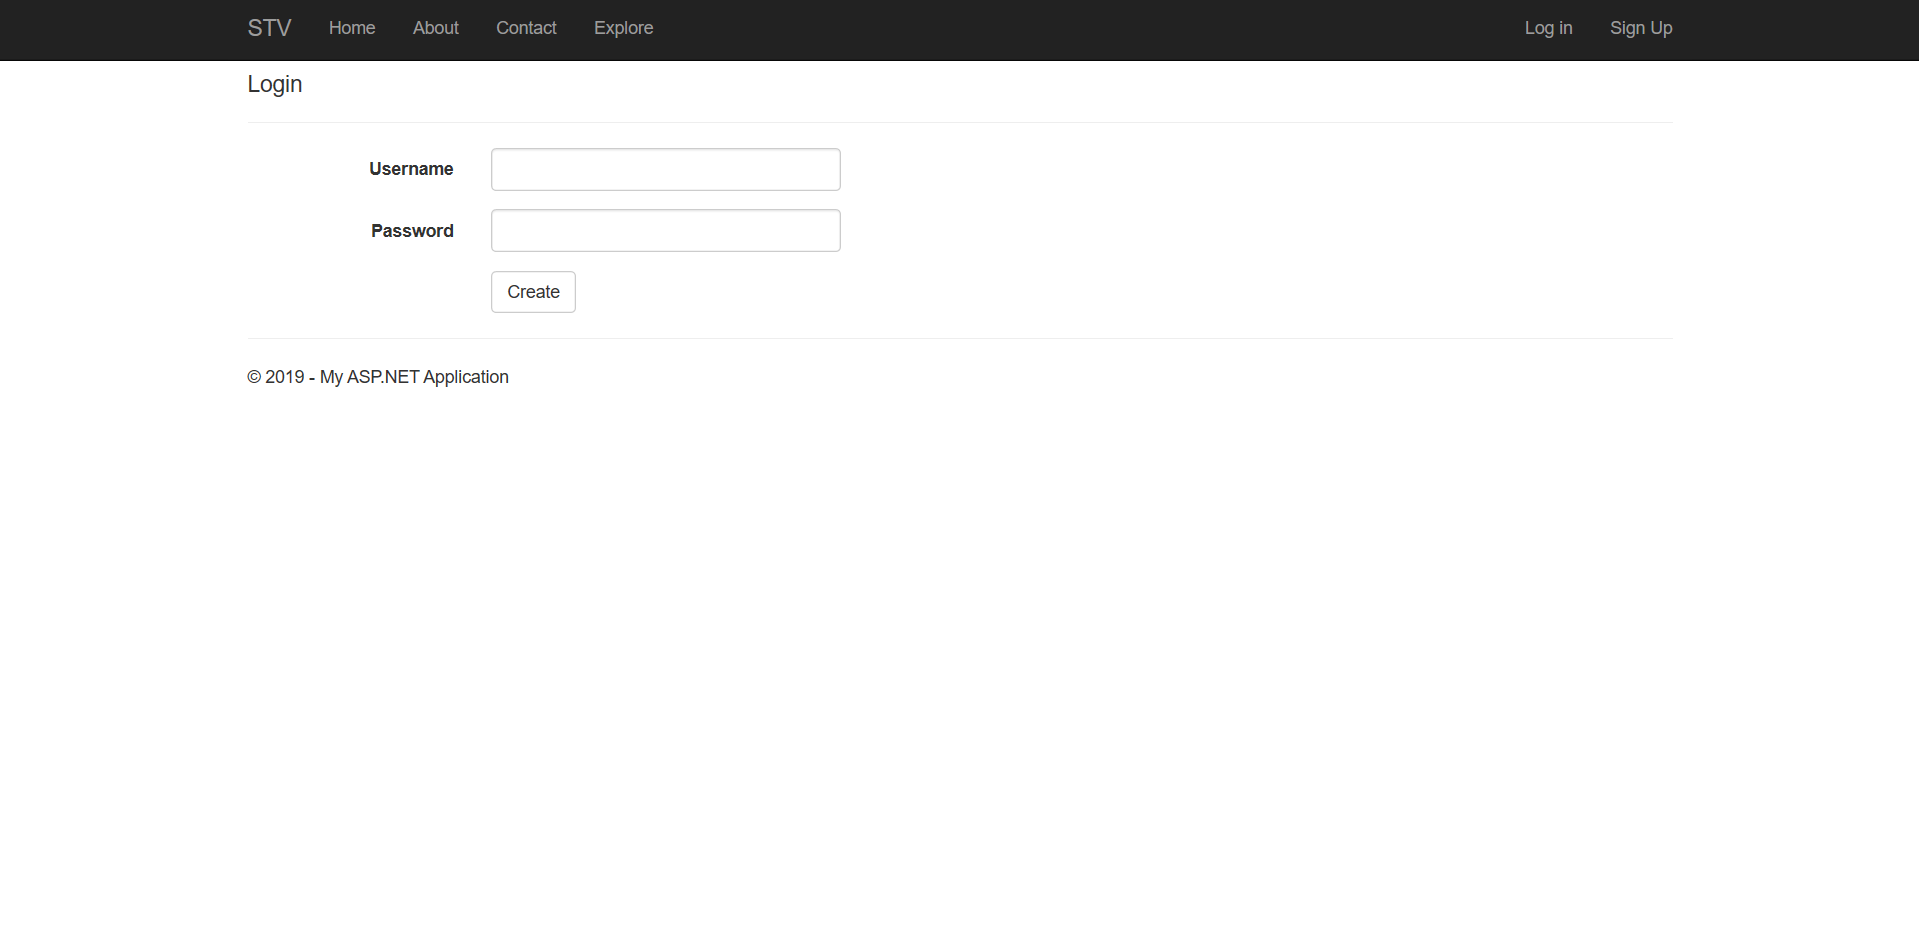 STV Home About Contact Explore Log in Sign Up
Login
Username
Password
Create
© 2019 - My ASP.NET Application